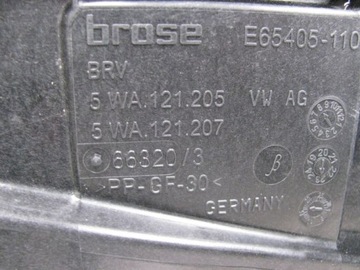 brose E65405-110
BRV
5 WA.121.205 VW AG
5 WA.121.207
66320/3 β
>PP-GF-30<
GERMANY